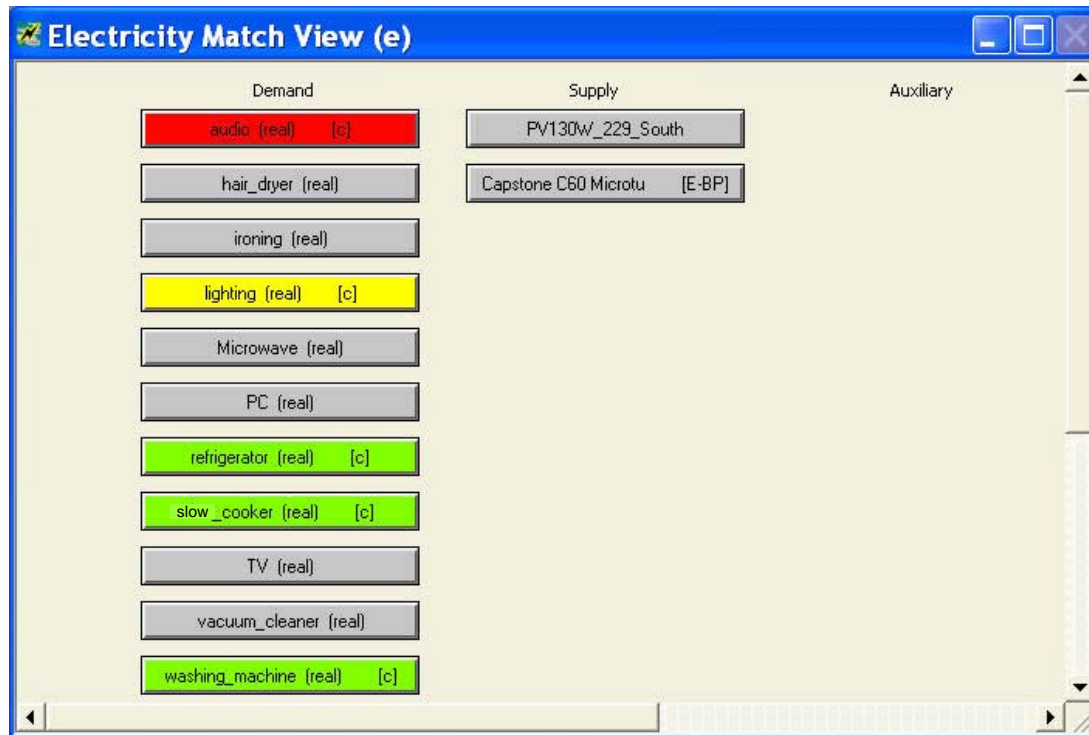 Electricity Match View (e)
Demand Supply Auxiliary
audio (real) [c] PV130W_229_South
hair_dryer (real) Capstone C60 Microtu [E-BP]
ironing (real)
lighting (real) [c]
Microwave (real)
PC (real)
refrigerator (real) [c]
slow_cooker (real) [c]
TV (real)
vacuum_cleaner (real)
washing_machine (real) [c]